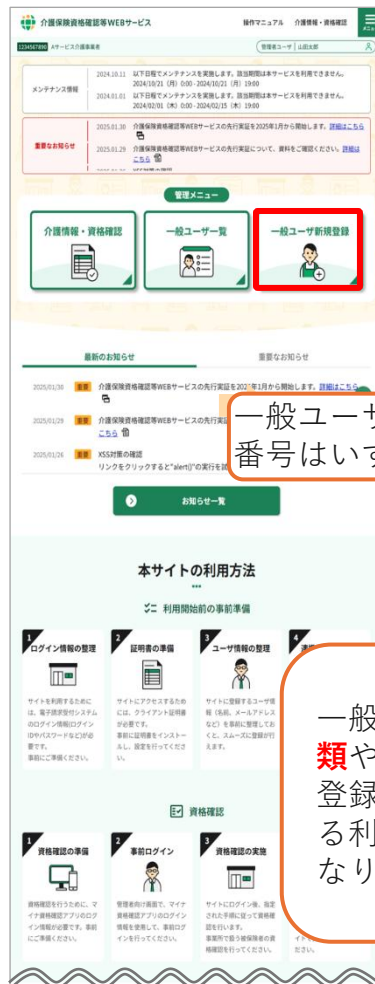 介護保険資格確認等WEBサービス
操作マニュアル 介護情報・資格確認
1234567890 Aサービス介護事業者
管理者ユーザ 山田太郎
メンテナンス情報
2024.10.11 以下日程でメンテナンスを実施します。該当期間は本サービスを利用できません。
2024/10/21（月）0:00 - 2024/10/21（月）19:00
2024.01.01 以下日程でメンテナンスを実施します。該当期間は本サービスを利用できません。
2024/02/01（木）0:00 - 2024/02/15（木）19:00
重要なお知らせ
2025.01.30 介護保険資格確認等WEBサービスの先行実証を2025年1月から開始します。詳細はこちら
2025.01.29 介護保険資格確認等WEBサービスの先行実証について、資料をご確認ください。詳細は
こちら
管理メニュー
介護情報・資格確認
一般ユーザー覧
一般ユーザ新規登録
最新のお知らせ
重要なお知らせ
2025/01/30 重要 介護保険資格確認等WEBサービスの先行実証を2025年1月から開始します。詳細はこちら
2025/01/29 重要 介護保険資格確認等WEBサービスの先行実
こちら
2025/01/26 重要 XSS対策の確認
リンクをクリックすると"alert()"の実行を試
一般ユーザ
番号はいず
お知らせ一覧
本サイトの利用方法
利用開始前の事前準備
1
ログイン情報の整理
サイトを利用するために
は、電子請求受付システム
のログイン情報(ログイン
IDやパスワードなど)が必
要です。
事前にご準備ください。
2
証明書の準備
サイトにアクセスするため
には、クライアント証明書
が必要です。
事前に証明書をインストー
ルし、設定を行ってくださ
い。
3
ユーザ情報の整理
サイトに登録するユーザ情
報（名前、メールアドレス
など）を事前に整理してお
くと、スムーズに登録が行
えます。
4
一般
類や
登録
る利
なり
資格確認
1
資格確認の準備
資格確認を行うために、マ
イナ資格確認アプリのログ
イン情報が必要です。事前
にご準備ください。
2
事前ログイン
管理者向け画面で、マイナ
資格確認アプリのログイン
情報を使用して、事前ログ
インを行ってください。
3
資格確認の実施
サイトにログイン後、指定
された手順に従って資格確
認を行います。
事業所で扱う被保険者の資
格確認を行ってください。
ださい。